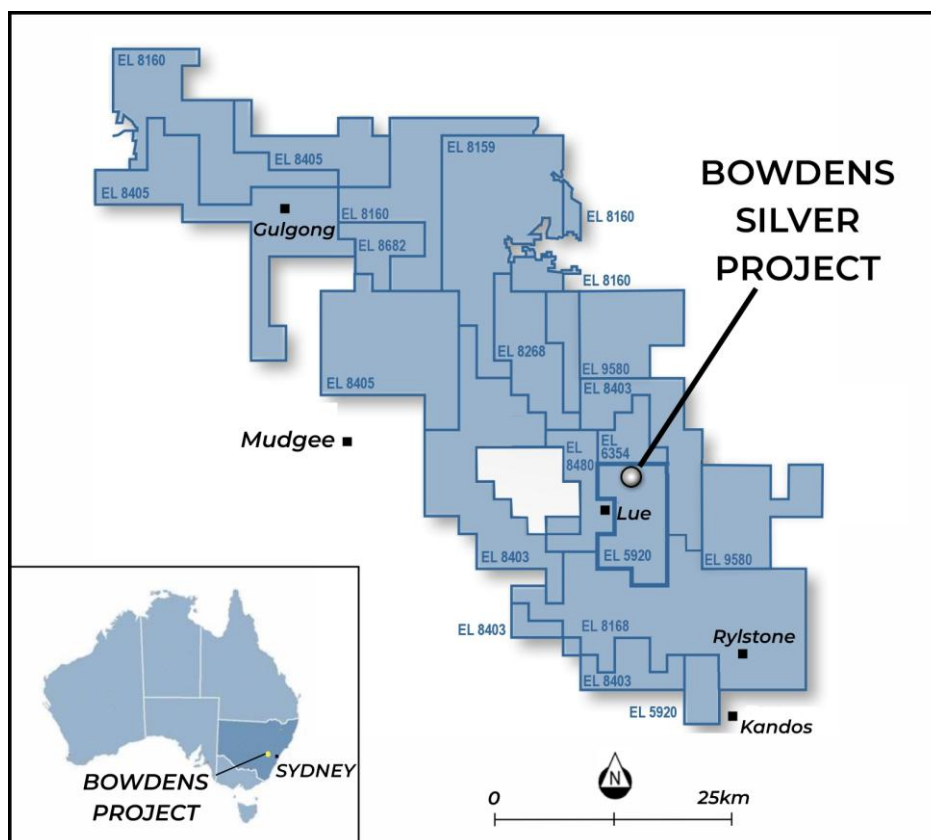 EL 8160
EL 8159
EL 8405
BOWDENS
SILVER
PROJECT
EL 8405
Gulgong
EL 8160
EL 8160
EL 8682
EL 8160
EL 8268
EL 9580
EL 8405
EL 8403
Mudgee
EL
8480
EL
6354
Lue
EL 8403
EL 5920
EL 9580
EL 8403
EL 8168
Rylstone
EL 8403
EL 5920
Kandos
BOWDENS
PROJECT
SYDNEY
N
0
25km